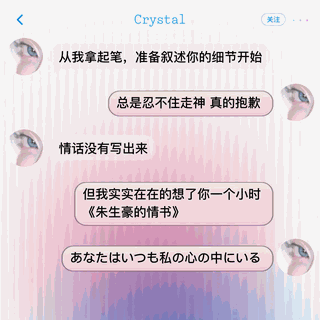 Crystal
关注
从我拿起笔，准备叙述你的细节开始
总是忍不住走神 真的抱歉
情话没有写出来
但我实实在在的想了你一个小时
《朱生豪的情书》
あなたはいつも私の心の中にいる